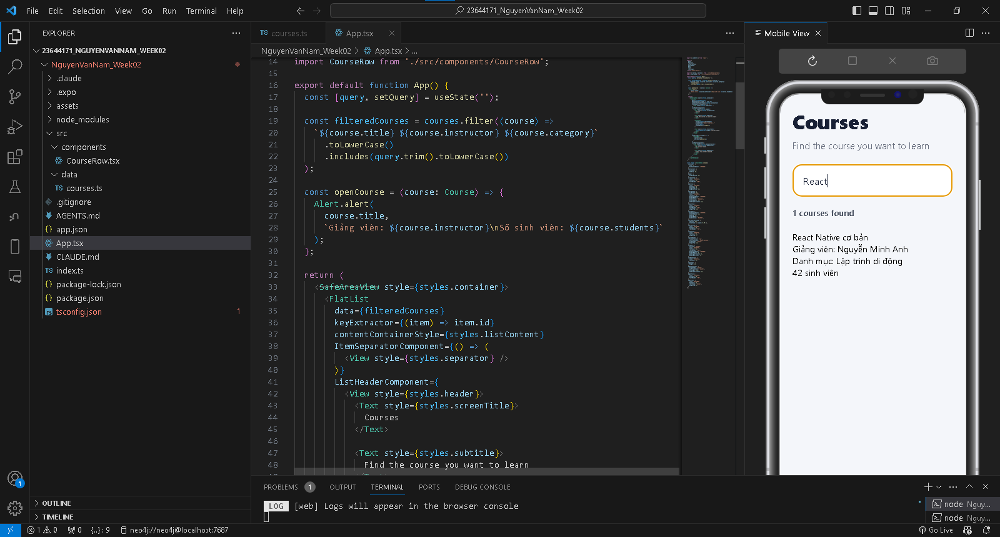 File Edit Selection View Go Run Terminal Help
23644171_NguyenVanNam_Week02
EXPLORER
23644171_NGUYENVANNAM_WEEK02
NguyenVanNam_Week02
.claude
.expo
assets
node_modules
src
components
CourseRow.tsx
data
courses.ts
.gitignore
AGENTS.md
app.json
App.tsx
CLAUDE.md
index.ts
package-lock.json
package.json
tsconfig.json 1
OUTLINE
TIMELINE
courses.ts
App.tsx
NguyenVanNam_Week02 > App.tsx > ...
14 import CourseRow from './src/components/CourseRow';
15
16 export default function App() {
17 const [query, setQuery] = useState('');
18
19 const filteredCourses = courses.filter((course) =>
20 `${course.title} ${course.instructor} ${course.category}`
21 .toLowerCase()
22 .includes(query.trim().toLowerCase())
23 );
24
25 const openCourse = (course: Course) => {
26 Alert.alert(
27 course.title,
28 `Giảng viên: ${course.instructor}\nSố sinh viên: ${course.students}`
29 );
30 };
31
32 return (
33 <SafeAreaView style={styles.container}>
34 <FlatList
35 data={filteredCourses}
36 keyExtractor={(item) => item.id}
37 contentContainerStyle={styles.listContent}
38 ItemSeparatorComponent={() => (
39 <View style={styles.separator} />
40 )}
41 ListHeaderComponent={
42 <View style={styles.header}>
43 <Text style={styles.screenTitle}>
44 Courses
45 </Text>
46
47 <Text style={styles.subtitle}>
48 Find the course you want to learn
Mobile View
Courses
Find the course you want to learn
React
1 courses found
React Native cơ bản
Giảng viên: Nguyễn Minh Anh
Danh mục: Lập trình di động
42 sinh viên
PROBLEMS 1 OUTPUT TERMINAL PORTS DEBUG CONSOLE
LOG [web] Logs will appear in the browser console
node Nguy...
node Nguy...
1
1 0 0 {..} : 9 neo4j://neo4j@localhost:7687
Go Live